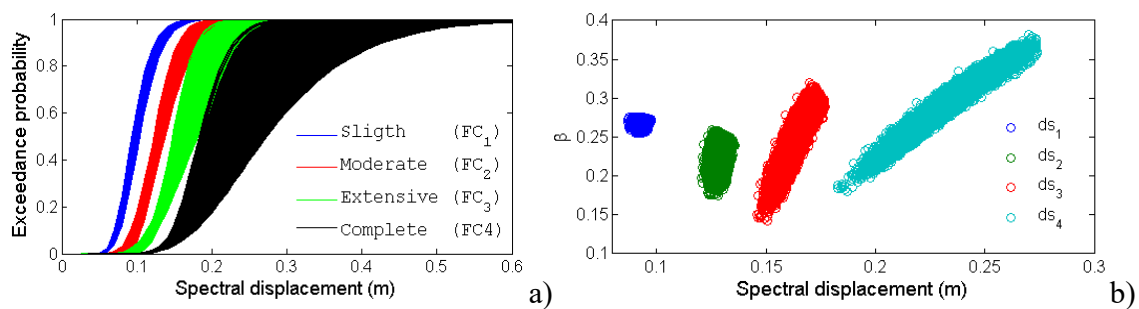 Exceedance probability
1
0.8
0.6
0.4
0.2
0
Sligth (FC1)
Moderate (FC2)
Extensive (FC3)
Complete (FC4)
0 0.1 0.2 0.3 0.4 0.5 0.6
Spectral displacement (m)
a)
β
0.4
0.35
0.3
0.25
0.2
0.15
0.1
ds1
ds2
ds3
ds4
0.1 0.15 0.2 0.25 0.3
Spectral displacement (m)
b)